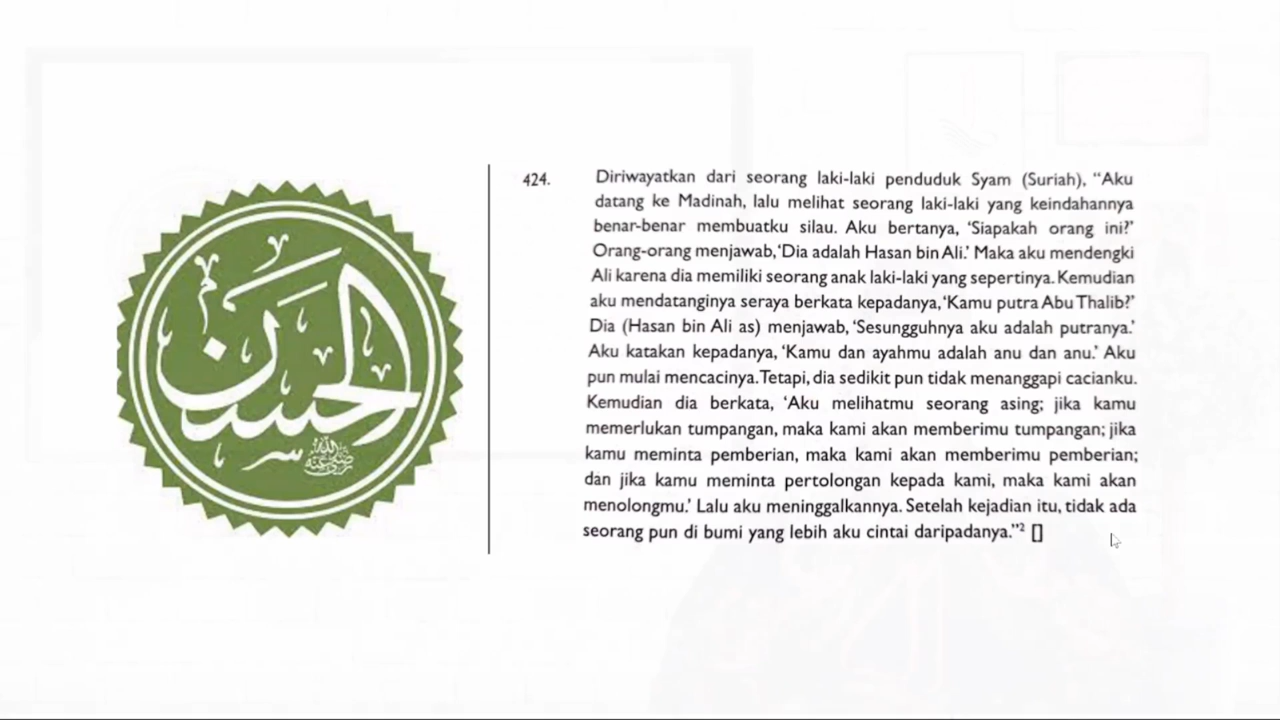 الحسن
رضي الله عنه
424. Diriwayatkan dari seorang laki-laki penduduk Syam (Suriah), “Aku
datang ke Madinah, lalu melihat seorang laki-laki yang keindahannya
benar-benar membuatku silau. Aku bertanya, ‘Siapakah orang ini?’
Orang-orang menjawab, ‘Dia adalah Hasan bin Ali.’ Maka aku mendengki
Ali karena dia memiliki seorang anak laki-laki yang sepertinya. Kemudian
aku mendatanginya seraya berkata kepadanya, ‘Kamu putra Abu Thalib?’
Dia (Hasan bin Ali as) menjawab, ‘Sesungguhnya aku adalah putranya.’
Aku katakan kepadanya, ‘Kamu dan ayahmu adalah anu dan anu.’ Aku
pun mulai mencacinya. Tetapi, dia sedikit pun tidak menanggapi cacianku.
Kemudian dia berkata, ‘Aku melihatmu seorang asing; jika kamu
memerlukan tumpangan, maka kami akan memberimu tumpangan; jika
kamu meminta pemberian, maka kami akan memberimu pemberian;
dan jika kamu meminta pertolongan kepada kami, maka kami akan
menolongmu.’ Lalu aku meninggalkannya. Setelah kejadian itu, tidak ada
seorang pun di bumi yang lebih aku cintai daripadanya.”² []